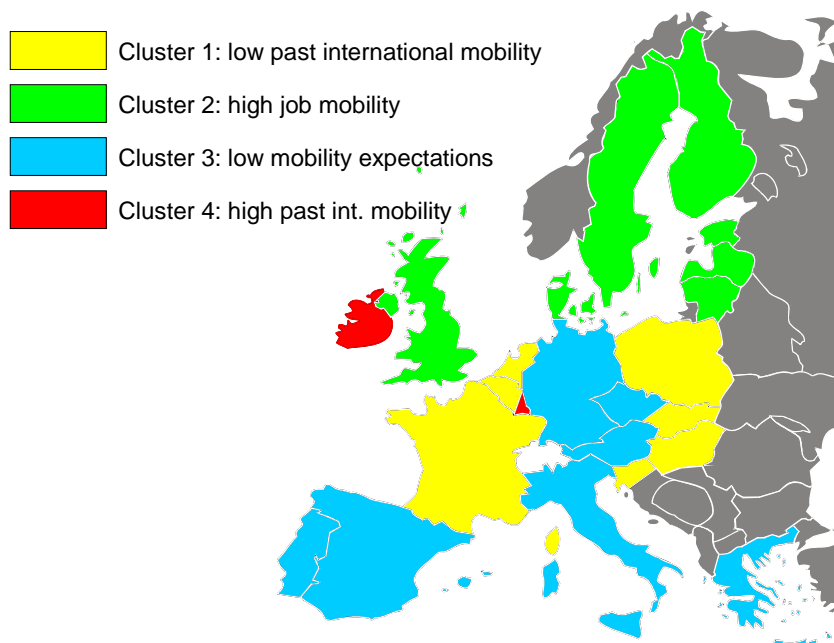 Cluster 1: low past international mobility
Cluster 2: high job mobility
Cluster 3: low mobility expectations
Cluster 4: high past int. mobility